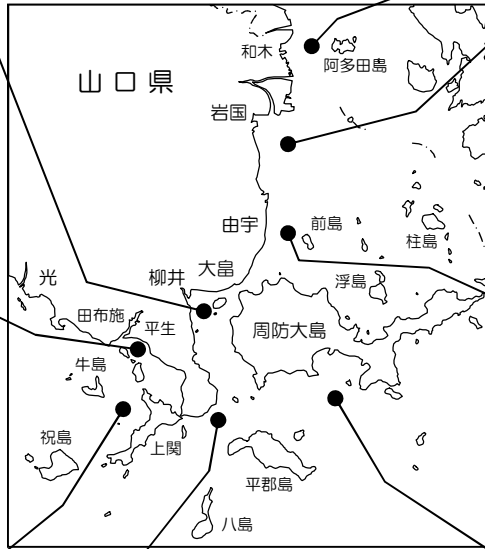 和木
阿多田島
山口県
岩国
由宇
前島
柱島
大畠
柳井
光
浮島
田布施
平生
周防大島
牛島
祝島
上関
平郡島
八島